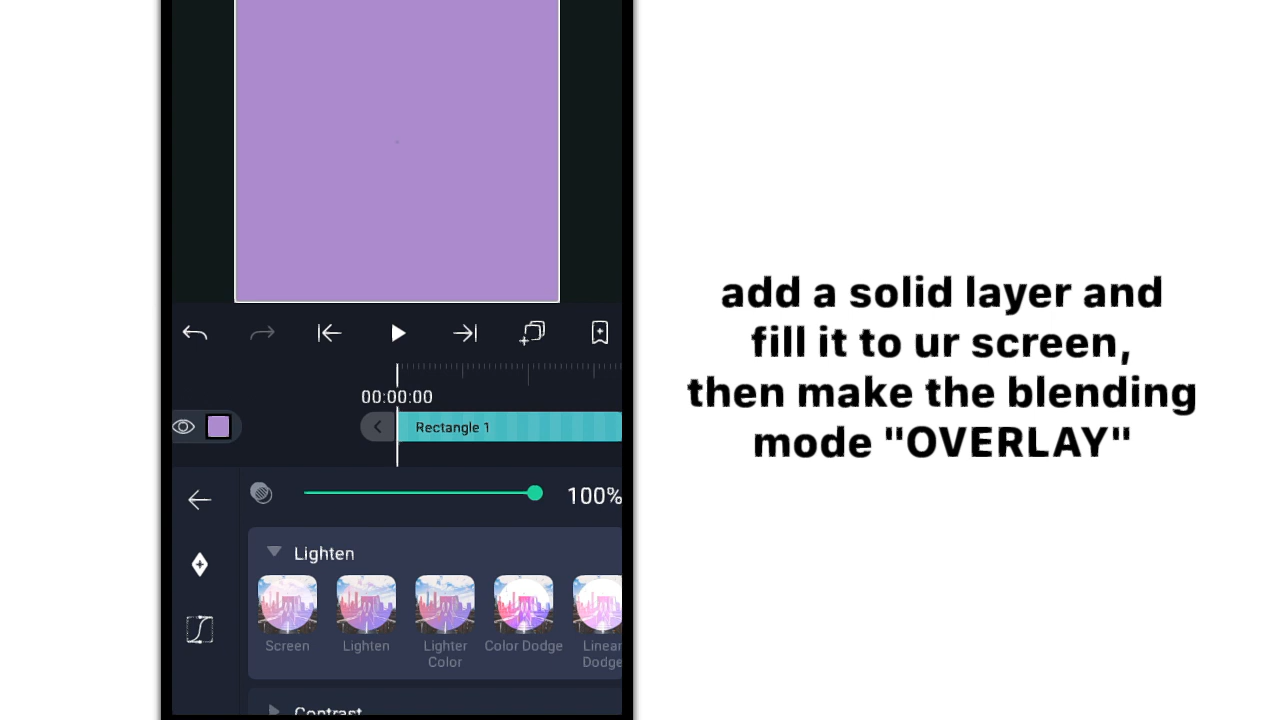 00:00:00
Rectangle 1
100%
Lighten
Screen
Lighten
Lighter
Color
Color Dodge
Linear
Dodge
Contrast
add a solid layer and
fill it to ur screen,
then make the blending
mode "OVERLAY"